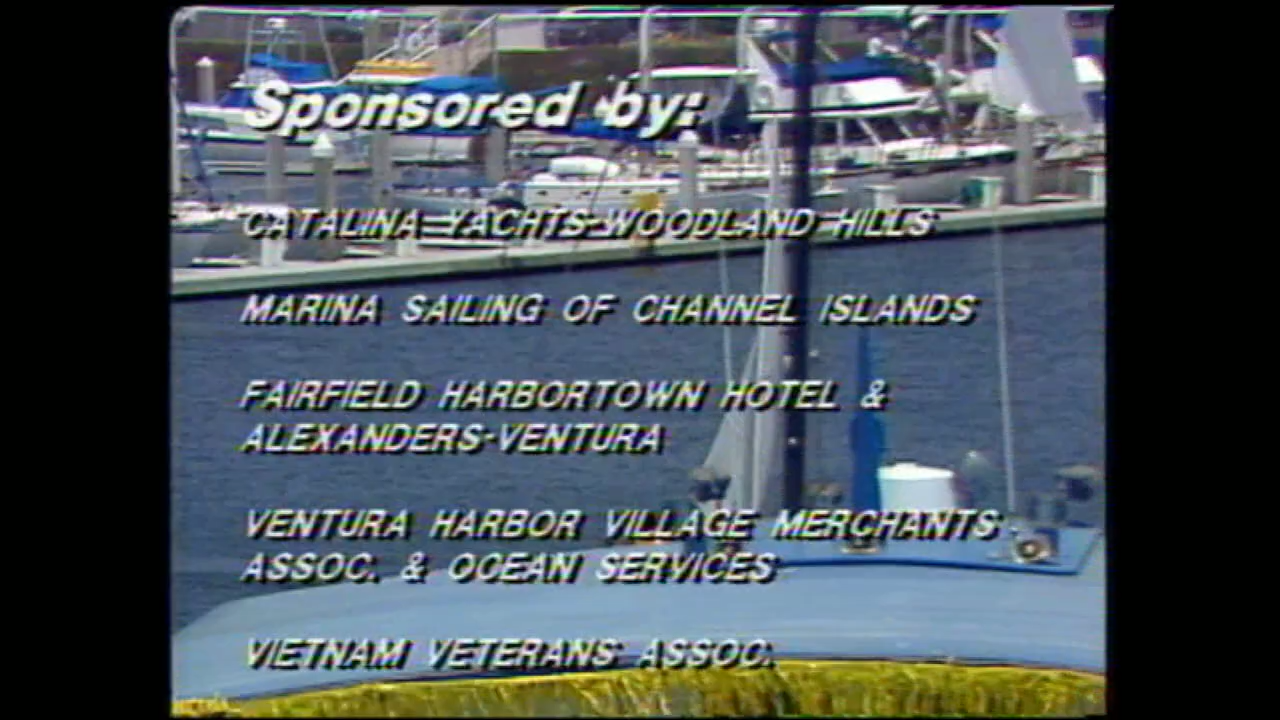 Sponsored by:
CATALINA YACHTS-WOODLAND HILLS
MARINA SAILING OF CHANNEL ISLANDS
FAIRFIELD HARBORTOWN HOTEL &
ALEXANDERS-VENTURA
VENTURA HARBOR VILLAGE MERCHANTS
ASSOC. & OCEAN SERVICES
VIETNAM VETERANS ASSOC.